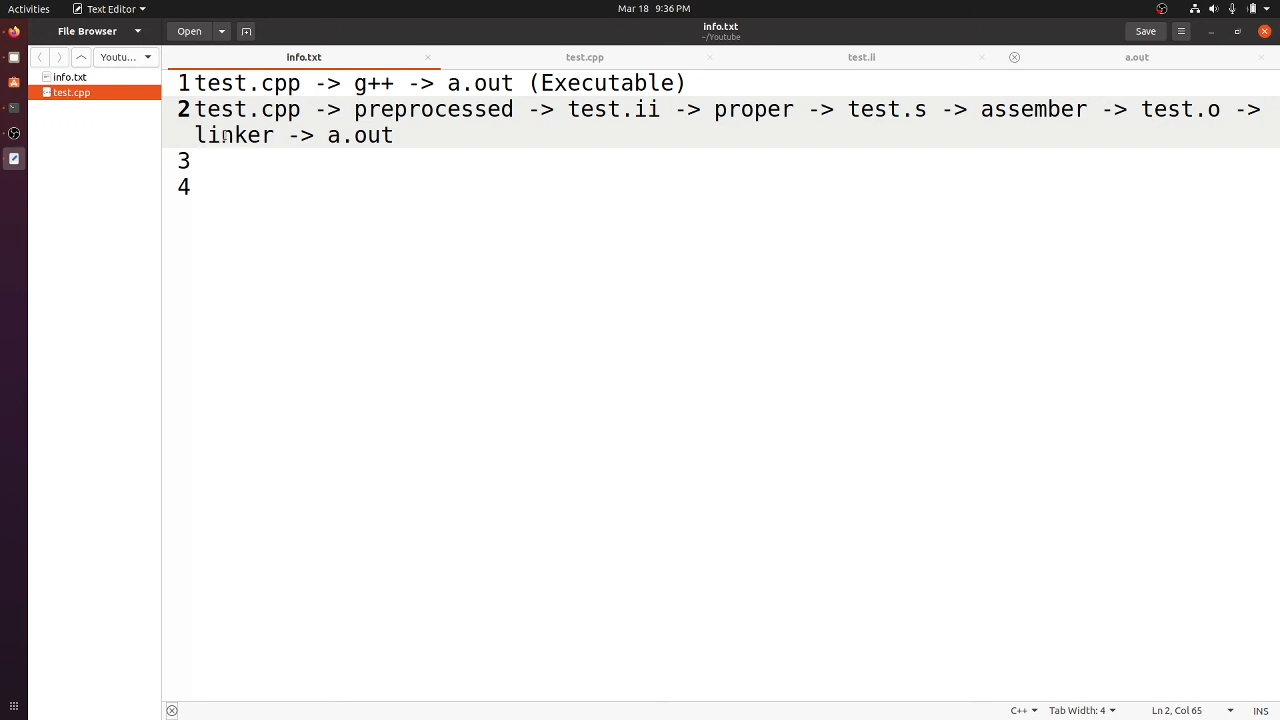 Activities Text Editor Mar 18 9:36 PM
File Browser Open info.txt Save
~/Youtube
Youtu... info.txt test.cpp test.ii a.out
info.txt
test.cpp
1 test.cpp -> g++ -> a.out (Executable)
2 test.cpp -> preprocessed -> test.ii -> proper -> test.s -> assember -> test.o ->
linker -> a.out
3
4
C++ Tab Width: 4 Ln 2, Col 65 INS